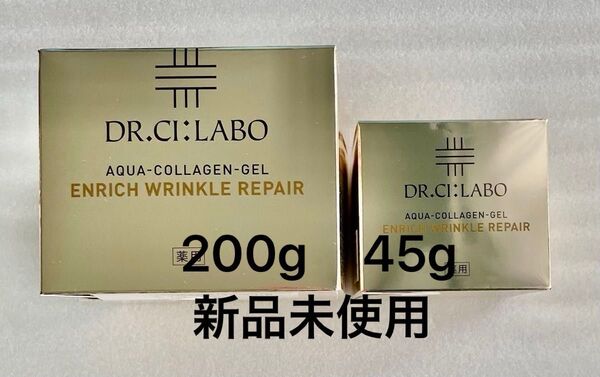 DR.CI:LABO
AQUA-COLLAGEN-GEL
ENRICH WRINKLE REPAIR
薬用
DR.CI:LABO
AQUA-COLLAGEN-GEL
ENRICH WRINKLE REPAIR
薬用
200g 45g
新品未使用